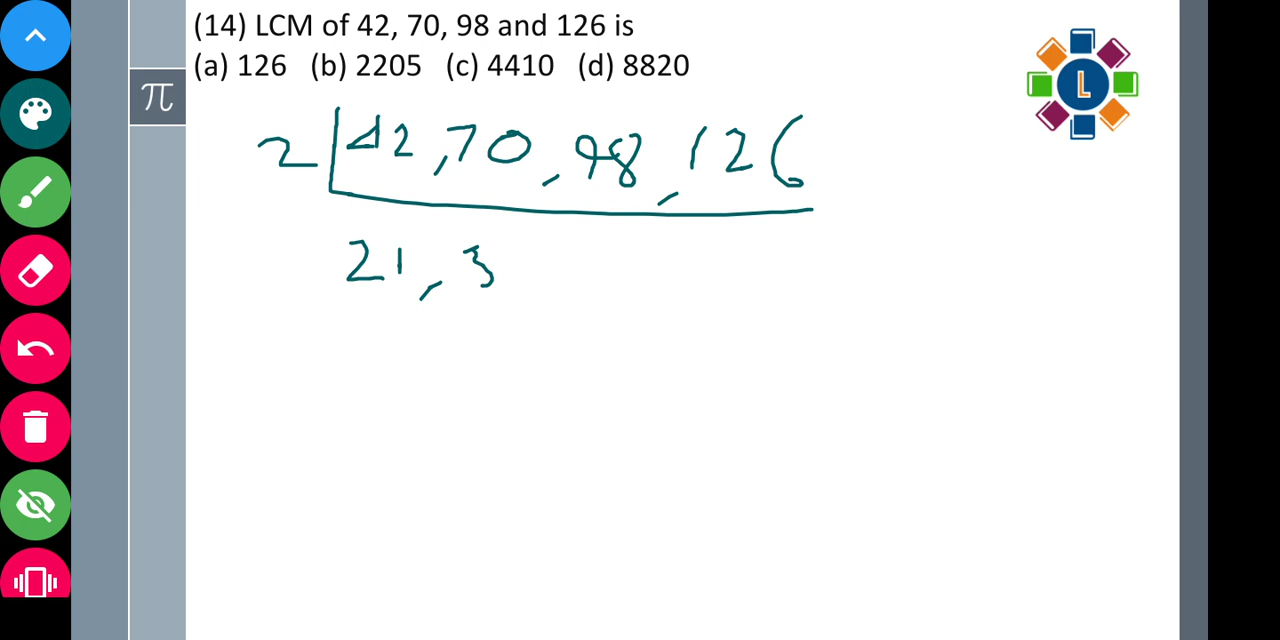 (14) LCM of 42, 70, 98 and 126 is
(a) 126 (b) 2205 (c) 4410 (d) 8820
π
L
2 42, 70, 98, 126
21, 3